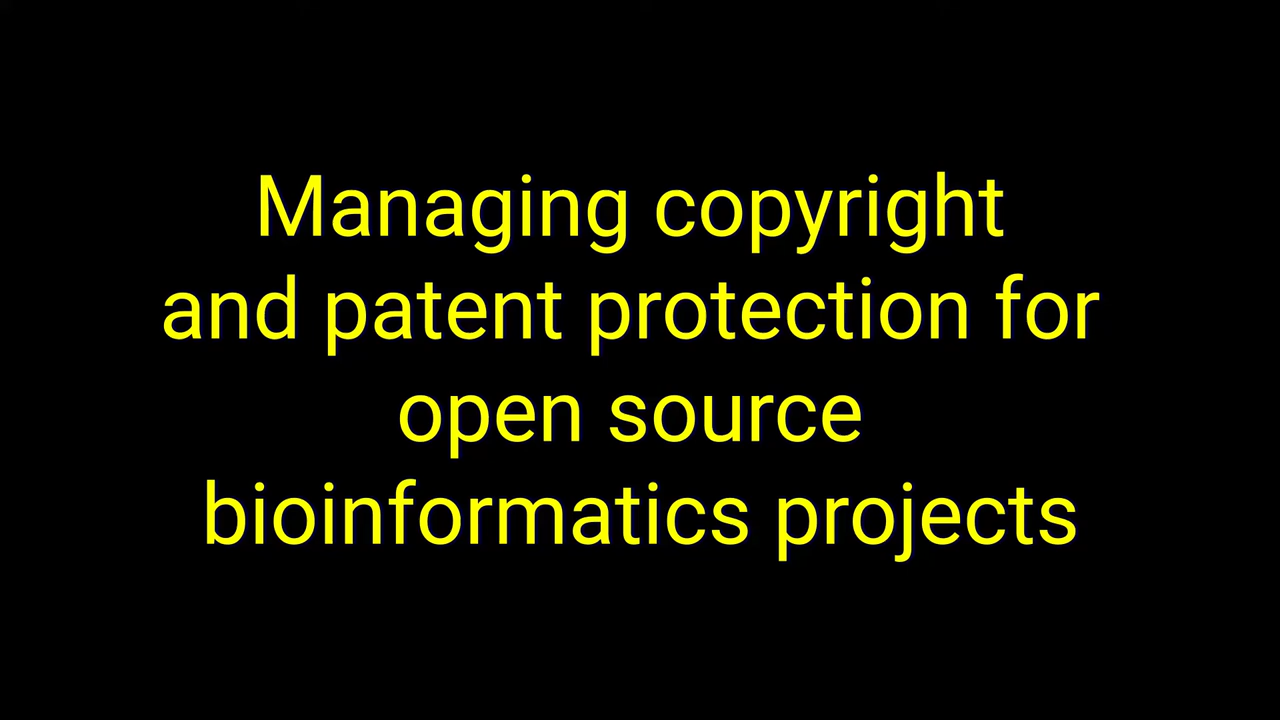 Managing copyright
and patent protection for
open source
bioinformatics projects